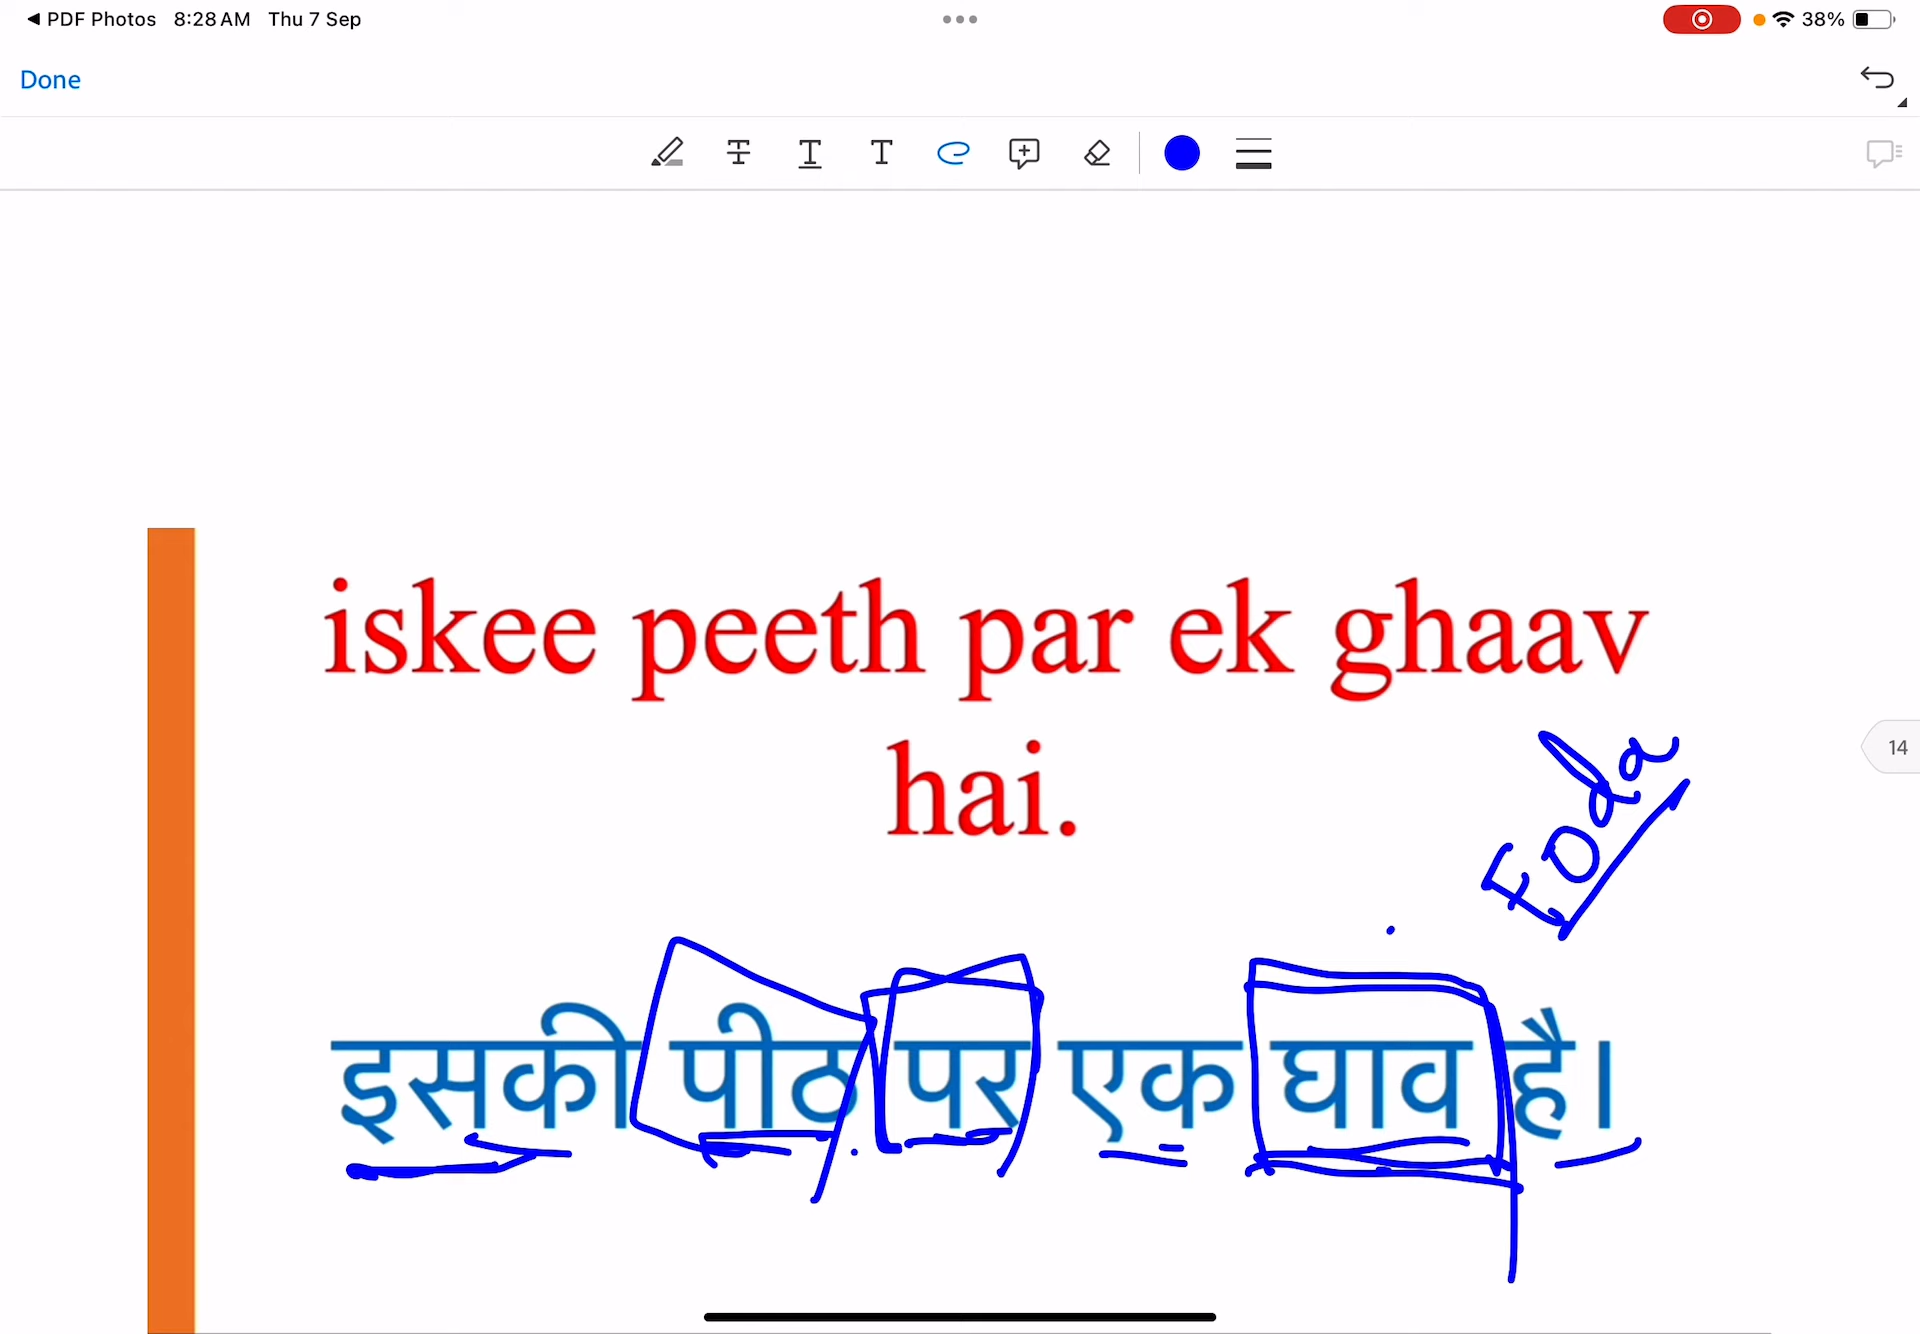 PDF Photos 8:28 AM Thu 7 Sep 38%
Done
T T T
iskee peeth par ek ghaav
hai.
14
Foda
इसकी पीठ पर एक घाव है।